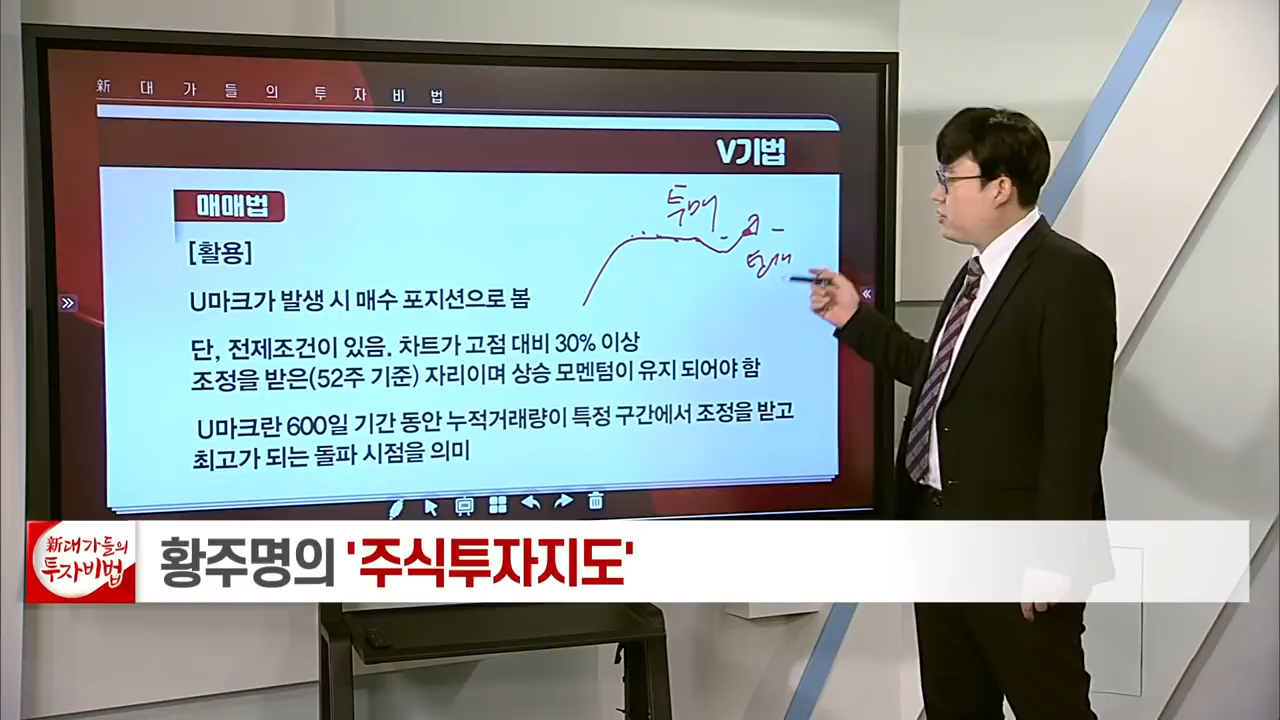 新 대가들의 투자비법
V기법
매매법
[활용]
U마크가 발생 시 매수 포지션으로 봄
단, 전제조건이 있음. 차트가 고점 대비 30% 이상
조정을 받은(52주 기준) 자리이며 상승 모멘텀이 유지 되어야 함
U마크란 600일 기간 동안 누적거래량이 특정 구간에서 조정을 받고
최고가 되는 돌파 시점을 의미
투매
新대가들의
투자비법
황주명의 '주식투자지도'